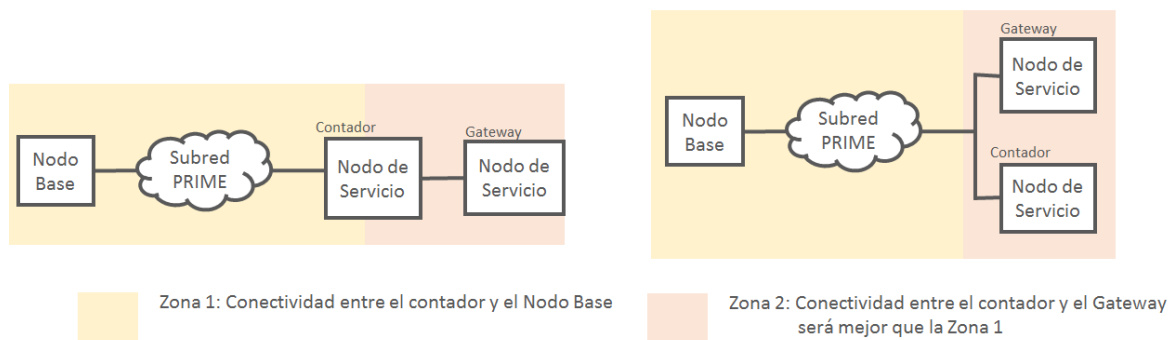 Nodo
Base
Subred
PRIME
Contador
Nodo de
Servicio
Gateway
Nodo de
Servicio
Nodo
Base
Subred
PRIME
Gateway
Nodo de
Servicio
Contador
Nodo de
Servicio
Zona 1: Conectividad entre el contador y el Nodo Base
Zona 2: Conectividad entre el contador y el Gateway
será mejor que la Zona 1